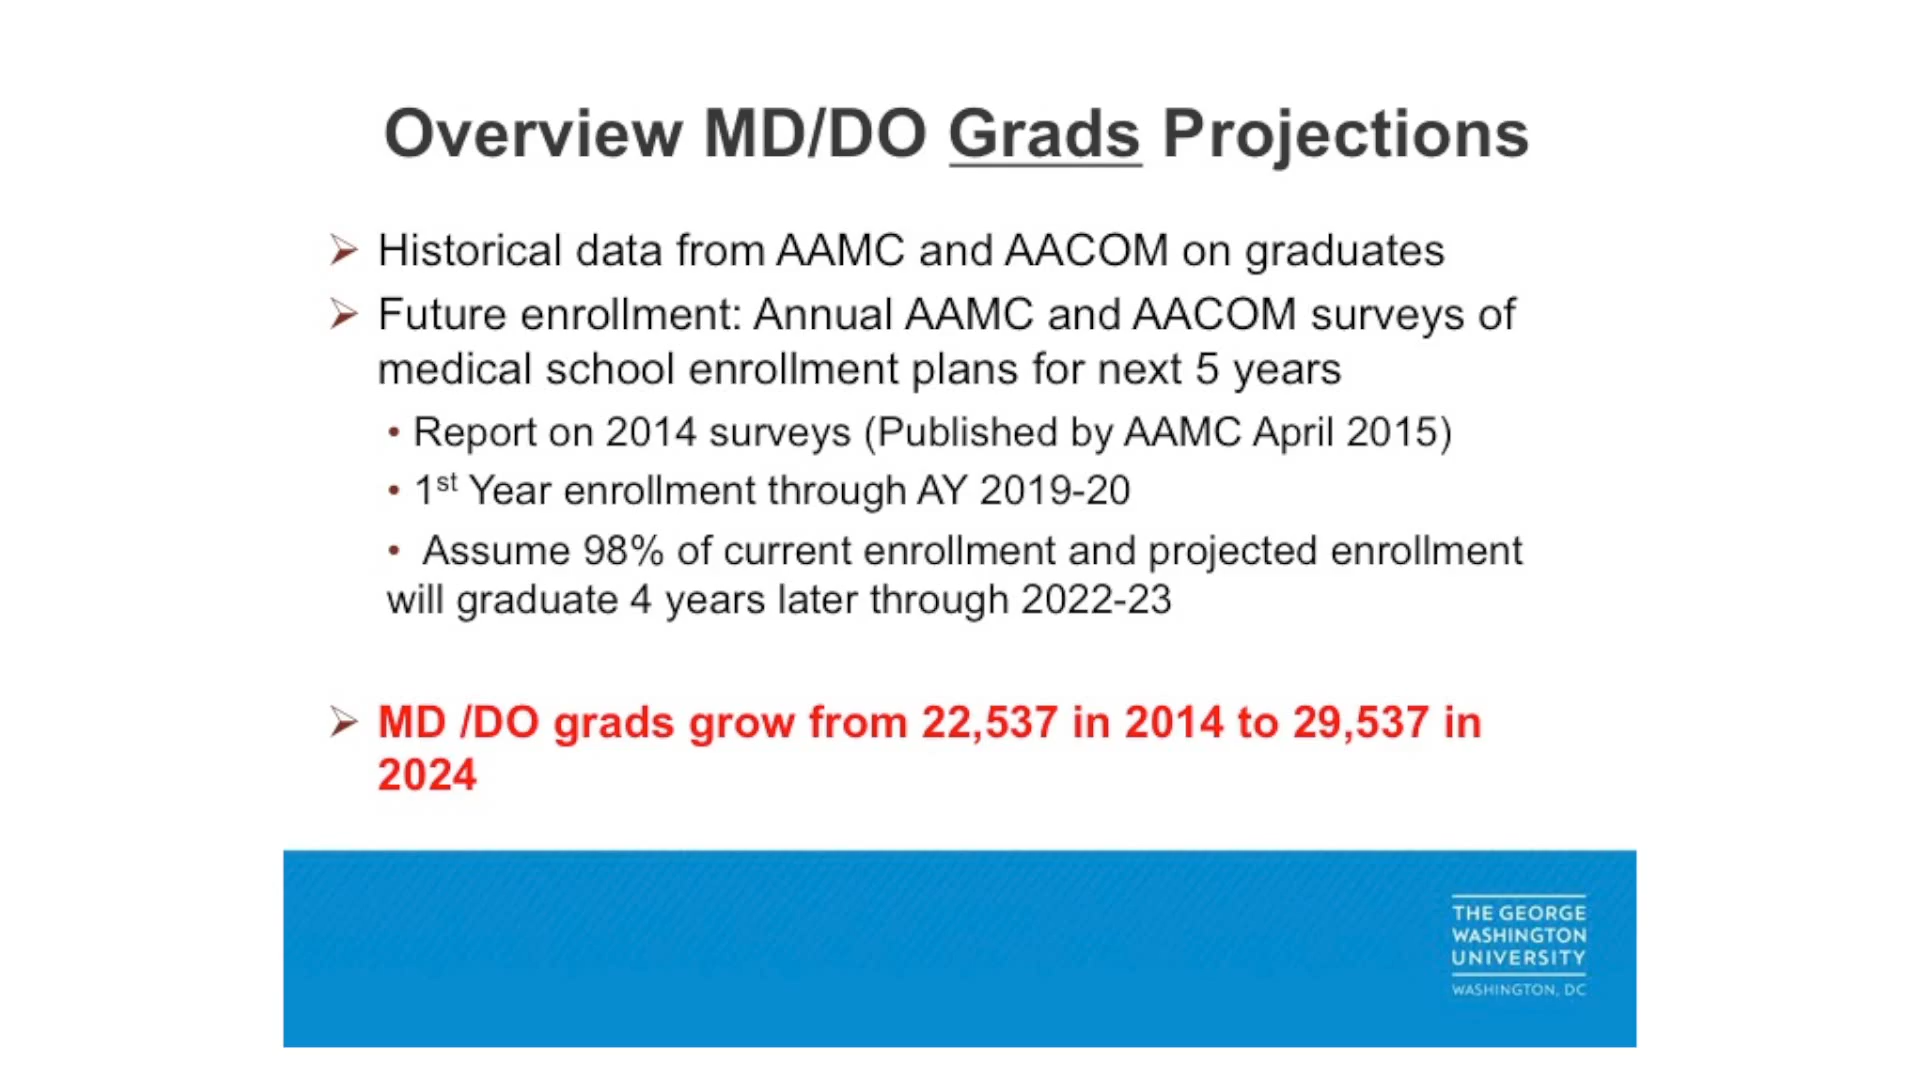 Overview MD/DO Grads Projections
Historical data from AAMC and AACOM on graduates
Future enrollment: Annual AAMC and AACOM surveys of
medical school enrollment plans for next 5 years
• Report on 2014 surveys (Published by AAMC April 2015)
• 1st Year enrollment through AY 2019-20
• Assume 98% of current enrollment and projected enrollment
will graduate 4 years later through 2022-23
MD /DO grads grow from 22,537 in 2014 to 29,537 in
2024
THE GEORGE
WASHINGTON
UNIVERSITY
WASHINGTON, DC